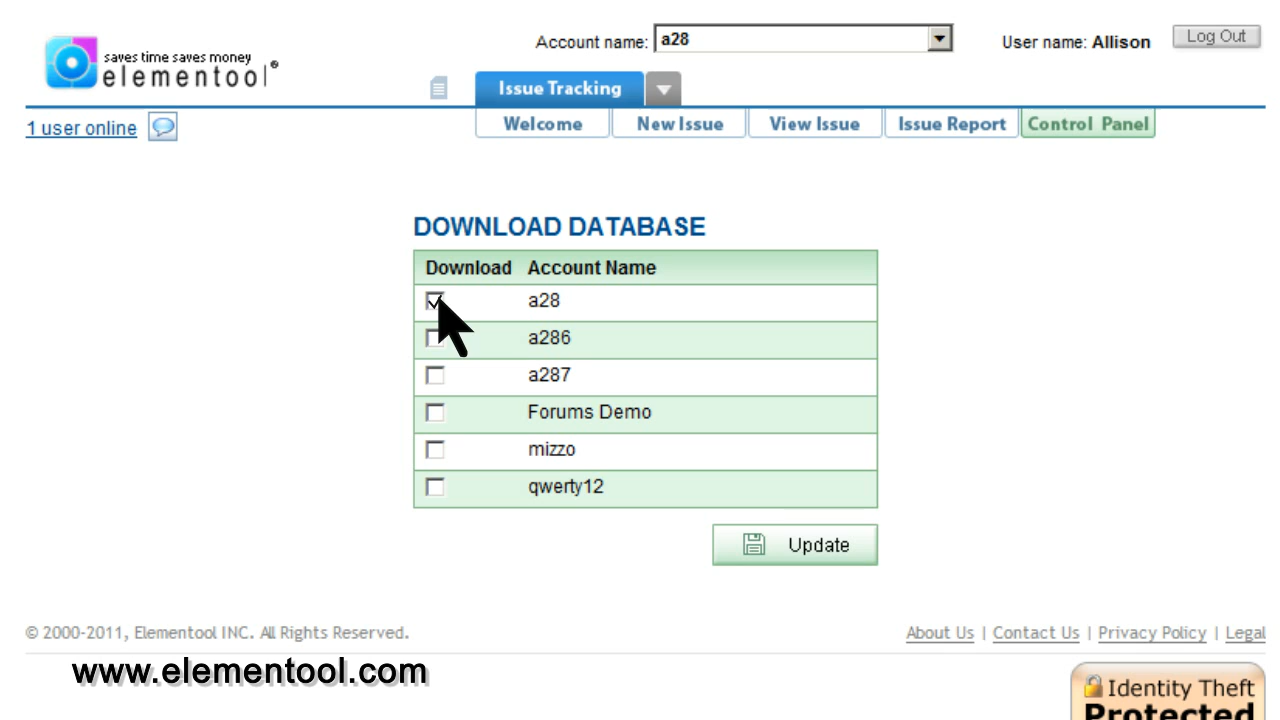 Account name: a28
User name: Allison
Log Out
saves time saves money
elementool®
Issue Tracking
1 user online
Welcome
New Issue
View Issue
Issue Report
Control Panel
DOWNLOAD DATABASE
Download Account Name
a28
a286
a287
Forums Demo
mizzo
qwerty12
Update
© 2000-2011, Elementool INC. All Rights Reserved.
About Us | Contact Us | Privacy Policy | Legal
www.elementool.com
Identity Theft
Protected